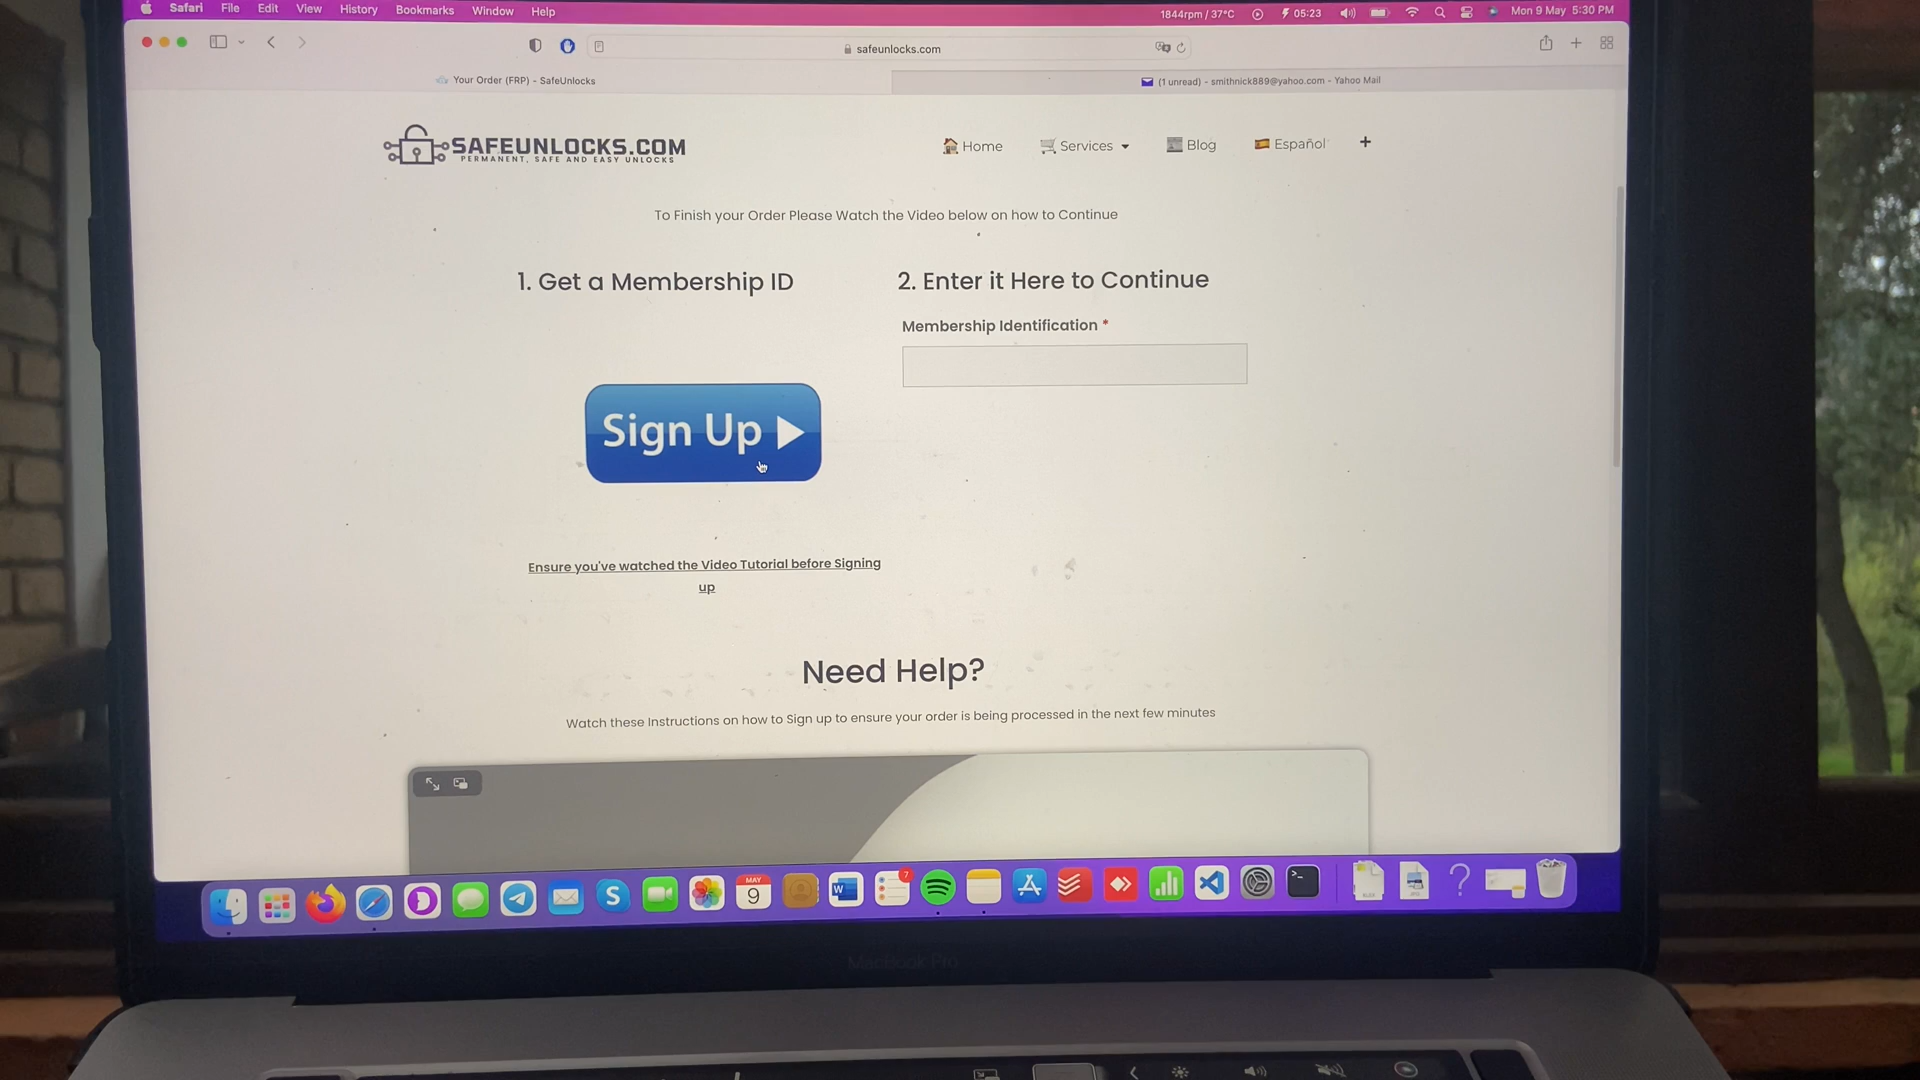 Safari File Edit View History Bookmarks Window Help 1844rpm / 37°C 05:23 Mon 9 May 5:30 PM
safeunlocks.com
Your Order (FRP) - SafeUnlocks (1 unread) - smithnick889@yahoo.com - Yahoo Mail
SAFEUNLOCKS.COM
PERMANENT, SAFE AND EASY UNLOCKS
Home Services Blog Español +
To Finish your Order Please Watch the Video below on how to Continue
1. Get a Membership ID
2. Enter it Here to Continue
Membership Identification *
Sign Up
Ensure you've watched the Video Tutorial before Signing
up
Need Help?
Watch these Instructions on how to Sign up to ensure your order is being processed in the next few minutes
MAY
9
W
S
7
MacBook Pro